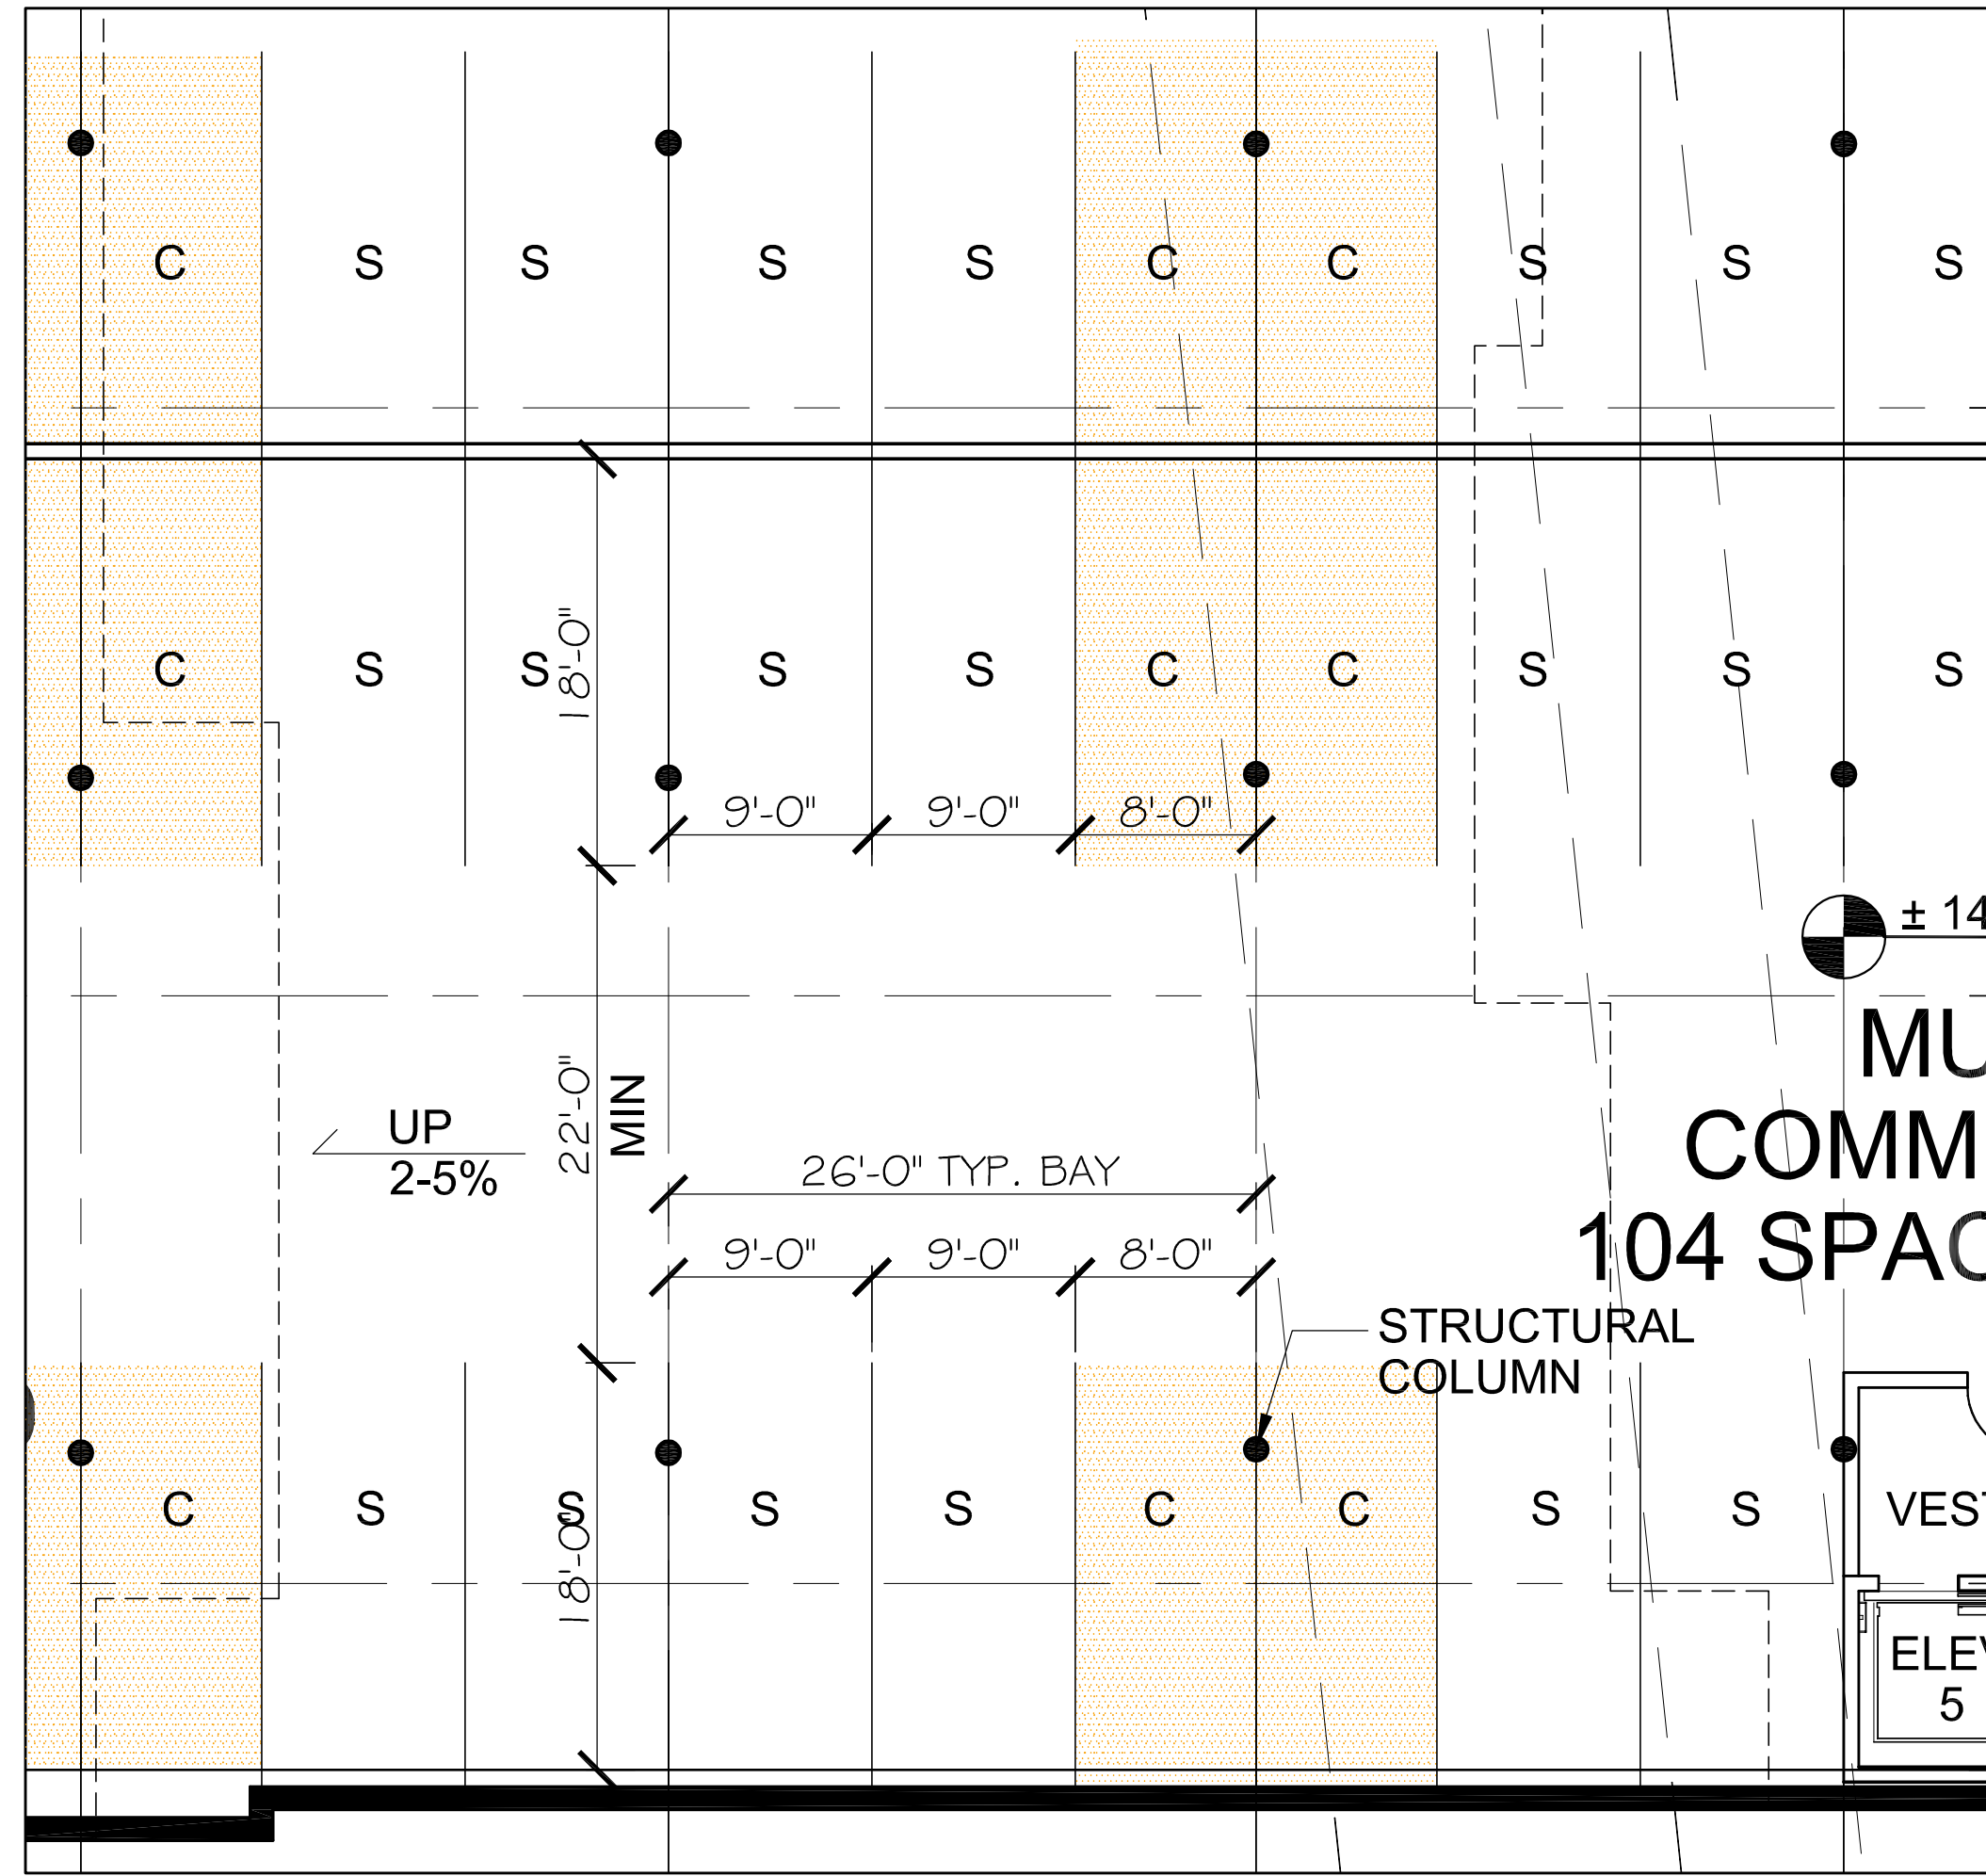 C S S S S C C S S S
C S S S S C C S S S
18'-0"
9'-0" 9'-0" 8'-0"
± 14
MU
COMM
104 SPAC
UP
2-5%
22'-0"
MIN
26'-0" TYP. BAY
9'-0" 9'-0" 8'-0"
STRUCTURAL
COLUMN
C S S S S C C S S
18'-0"
VEST
ELEV
5